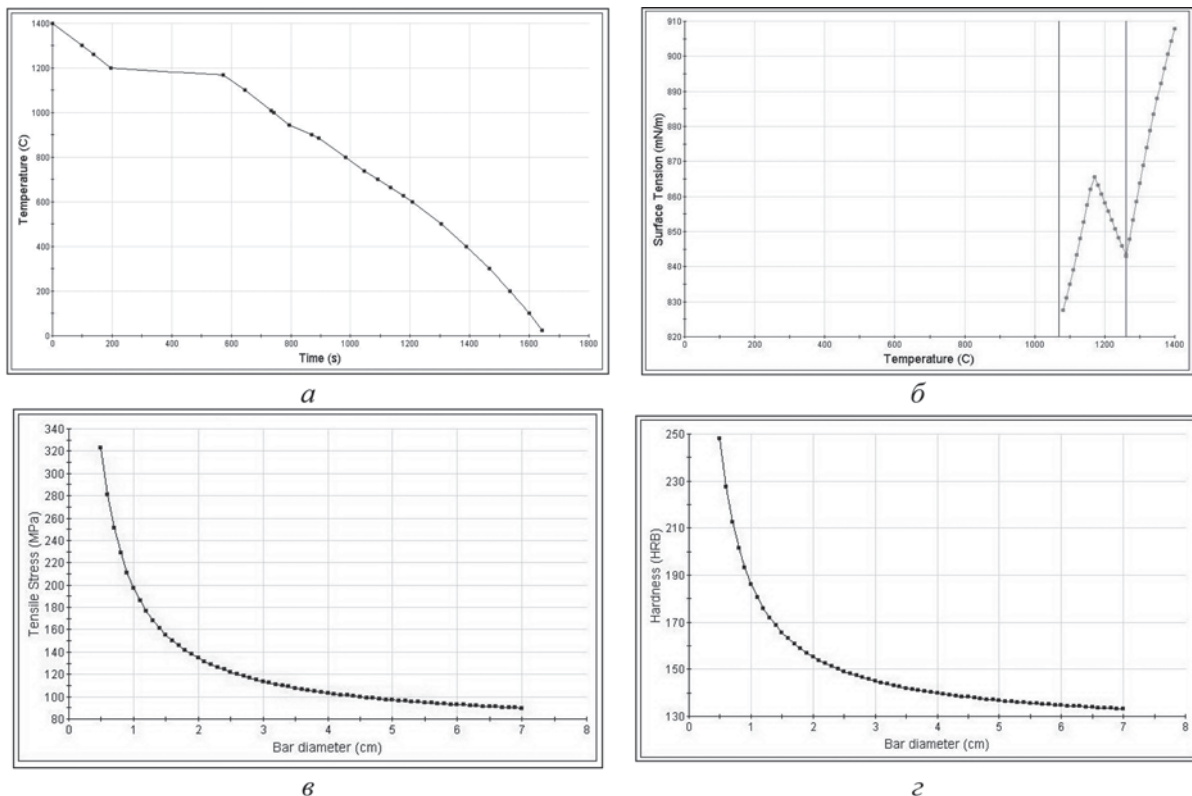 1400
1200
1000
800
600
400
200
0
Temperature (C)
0 200 400 600 800 1000 1200 1400 1600 1800
Time (s)
а
910
900
890
880
870
860
850
840
830
820
Surface Tension (mN/m)
0 200 400 600 800 1000 1200 1400
Temperature (C)
б
340
320
300
280
260
240
220
200
180
160
140
120
100
80
Tensile Stress (MPa)
0 1 2 3 4 5 6 7 8
Bar diameter (cm)
в
250
230
210
190
170
150
130
Hardness (HRB)
0 1 2 3 4 5 6 7 8
Bar diameter (cm)
г